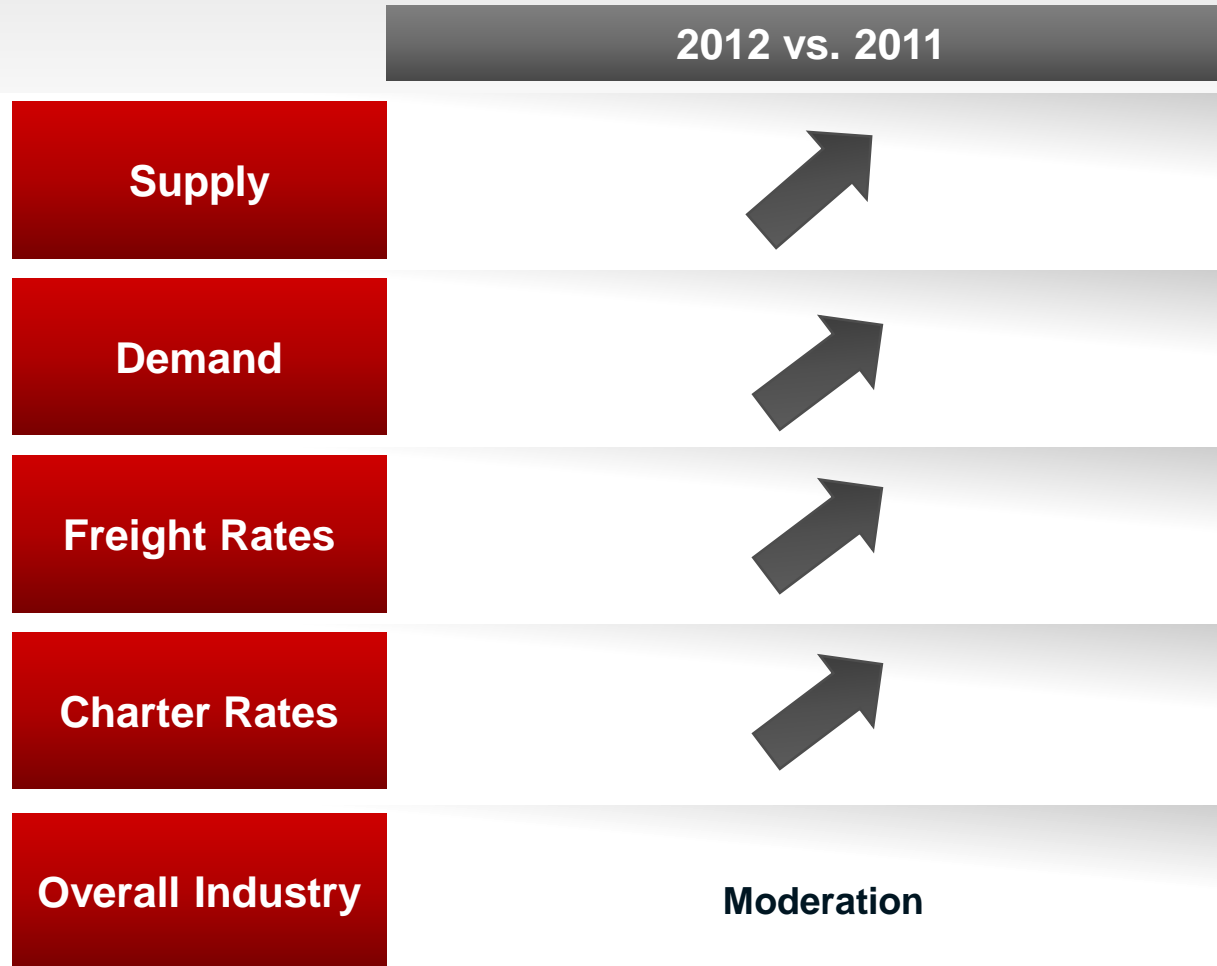 2012 vs. 2011
Supply
Demand
Freight Rates
Charter Rates
Overall Industry
Moderation